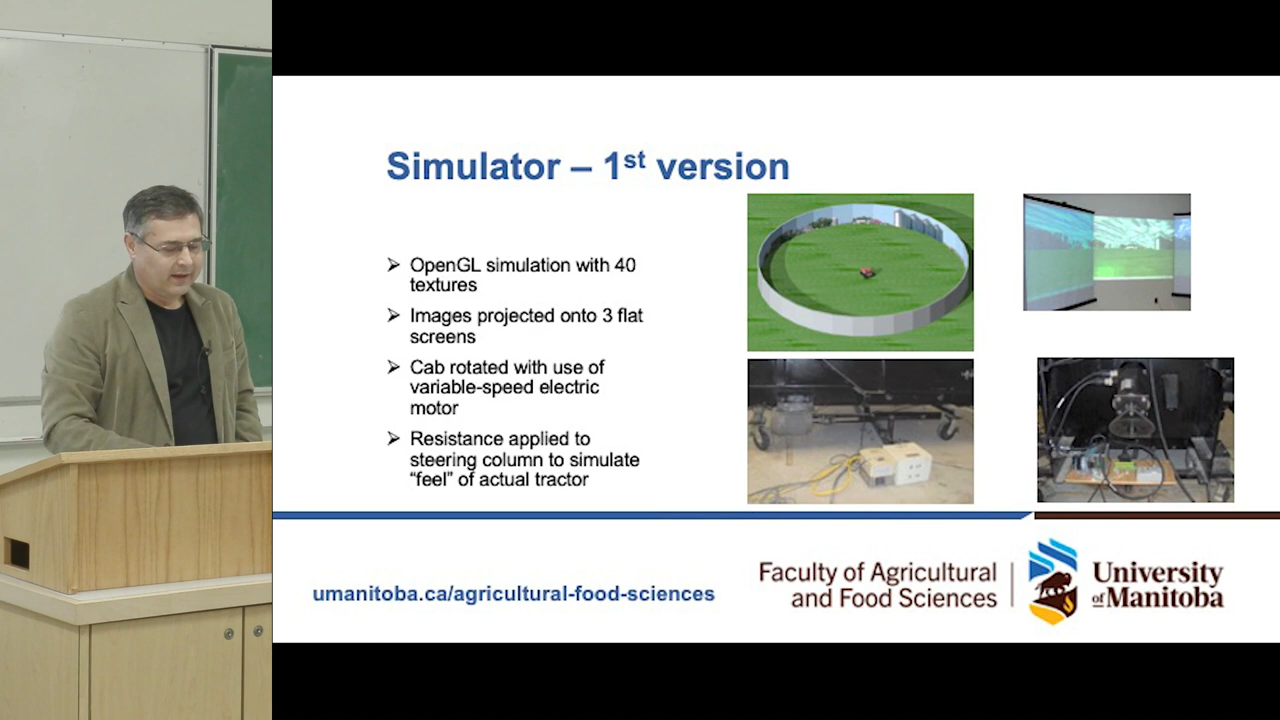 Simulator – 1st version
➢ OpenGL simulation with 40
textures
➢ Images projected onto 3 flat
screens
➢ Cab rotated with use of
variable-speed electric
motor
➢ Resistance applied to
steering column to simulate
“feel” of actual tractor
umanitoba.ca/agricultural-food-sciences
Faculty of Agricultural
and Food Sciences
University
of Manitoba